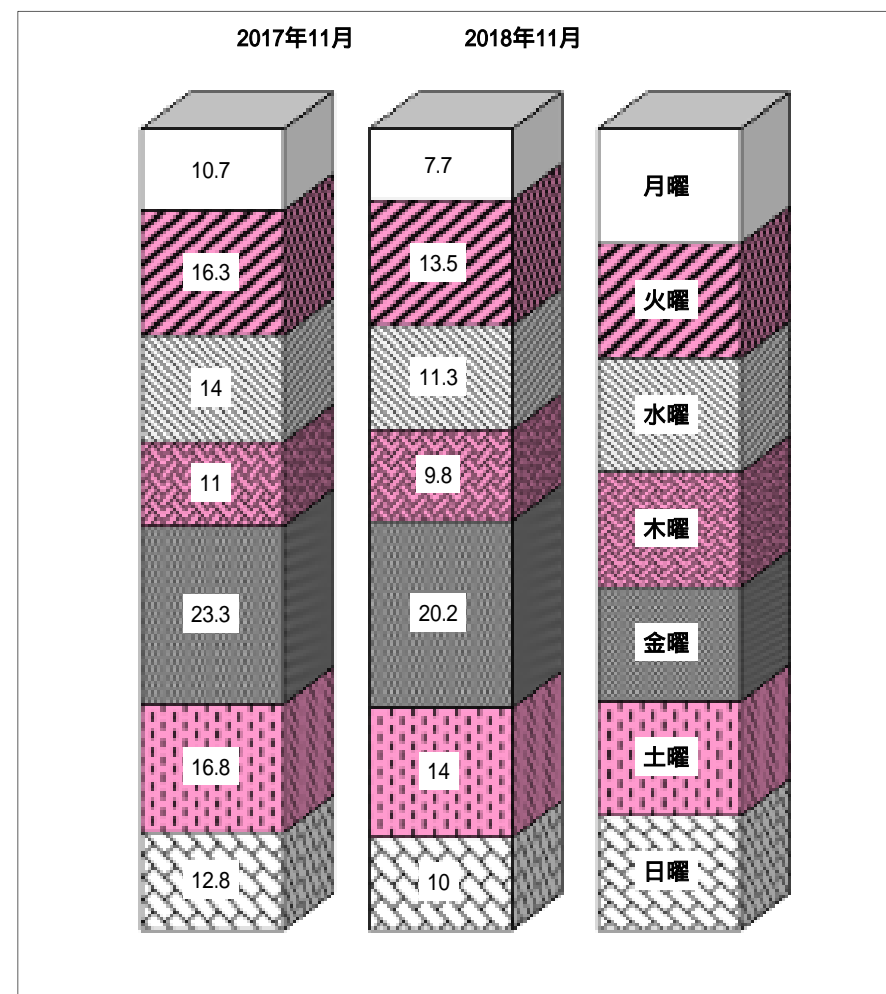 2017年11月 2018年11月
10.7 7.7 月曜
16.3 13.5 火曜
14 11.3 水曜
11 9.8 木曜
23.3 20.2 金曜
16.8 14 土曜
12.8 10 日曜